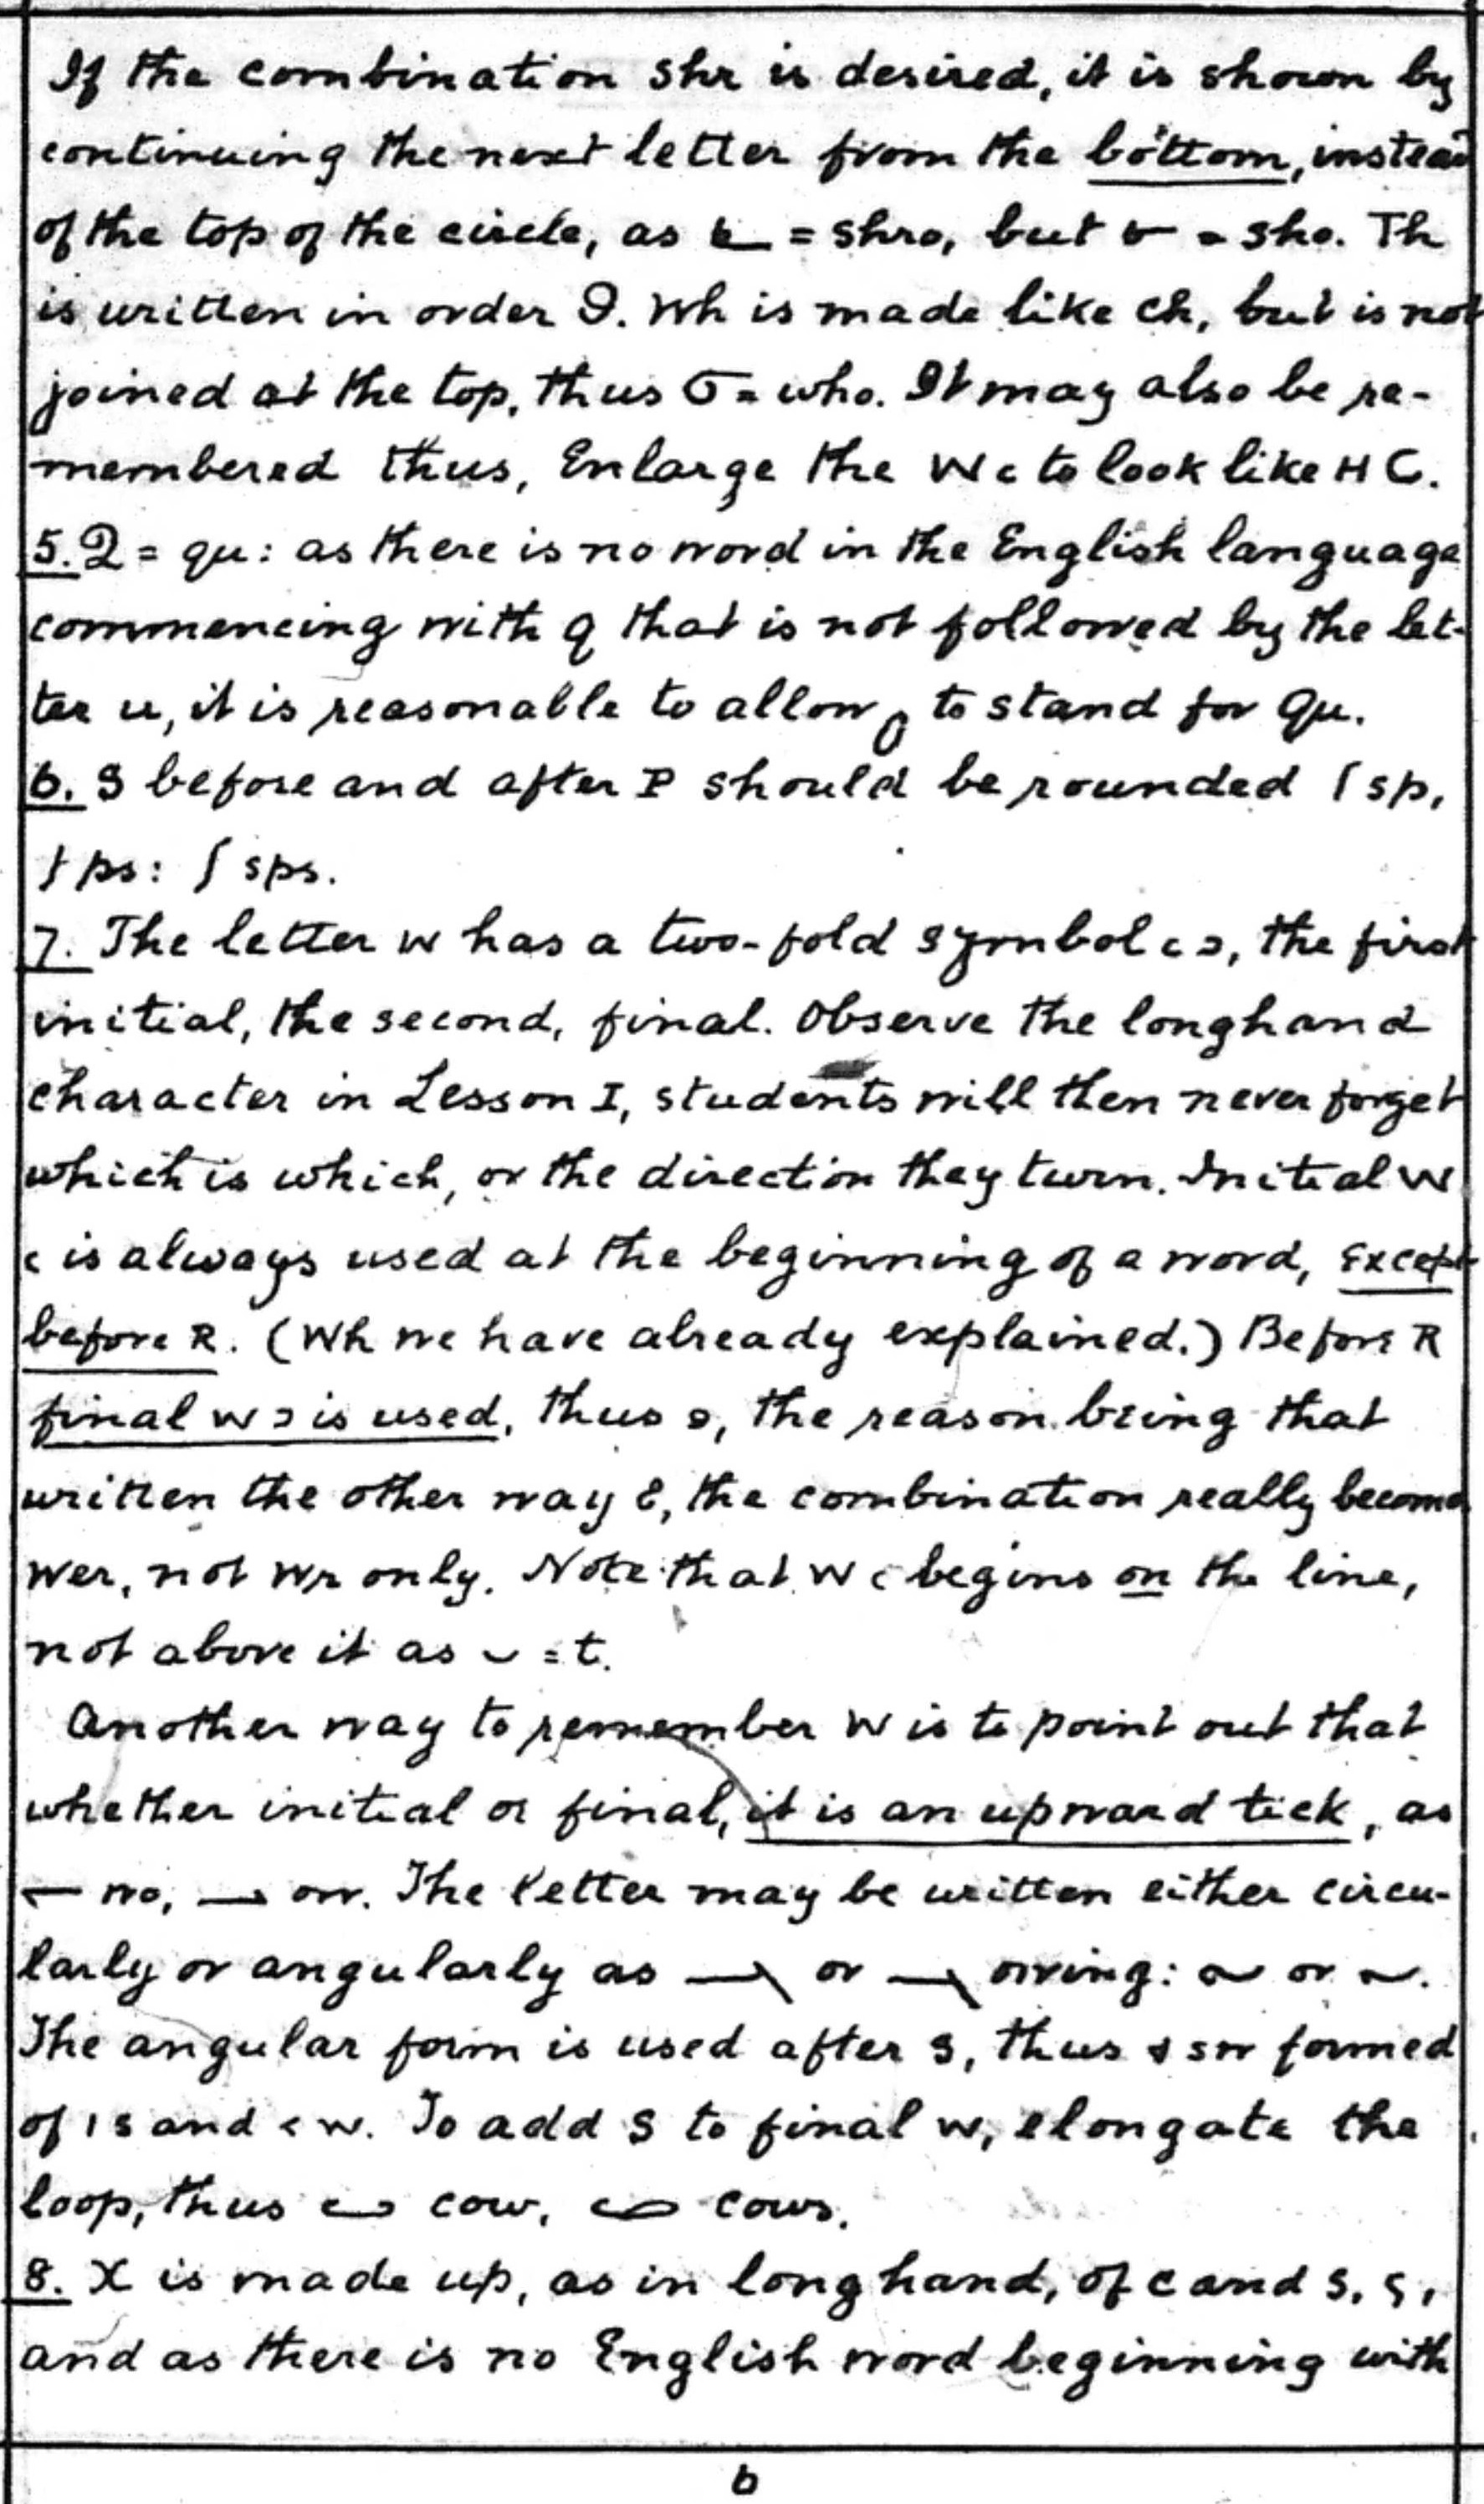 If the combination shr is desired, it is shown by
continuing the next letter from the bottom, instead
of the top of the circle, as = shro, but = sho. Th
is written in order. Wh is made like ch, but is not
joined at the top, thus = who. It may also be re-
membered thus, Enlarge the W c to look like H C.
5. Q = qu: as there is no word in the English language
commencing with q that is not followed by the let-
ter u, it is reasonable to allow to stand for Qu.
6. S before and after P should be rounded sp,
ps: sps.
7. The letter w has a two-fold symbol c ɔ, the first
initial, the second, final. Observe the longhand
character in Lesson I, students will then never forget
which is which, or the direction they turn. Initial W
c is always used at the beginning of a word, except
before R. (Wh we have already explained.) Before R
final w ɔ is used, thus, the reason being that
written the other way, the combination really becomes
wer, not wr only. Note that W c begins on the line,
not above it as ⌣ = t.
Another way to remember W is to point out that
whether initial or final, it is an upward tick, as
wo, ow. The letter may be written either circu-
larly or angularly as or owing: or.
The angular form is used after S, thus sw formed
of ı s and < w. To add S to final w, elongate the
loop, thus cow, cows.
8. X is made up, as in longhand, of c and s,
and as there is no English word beginning with
6